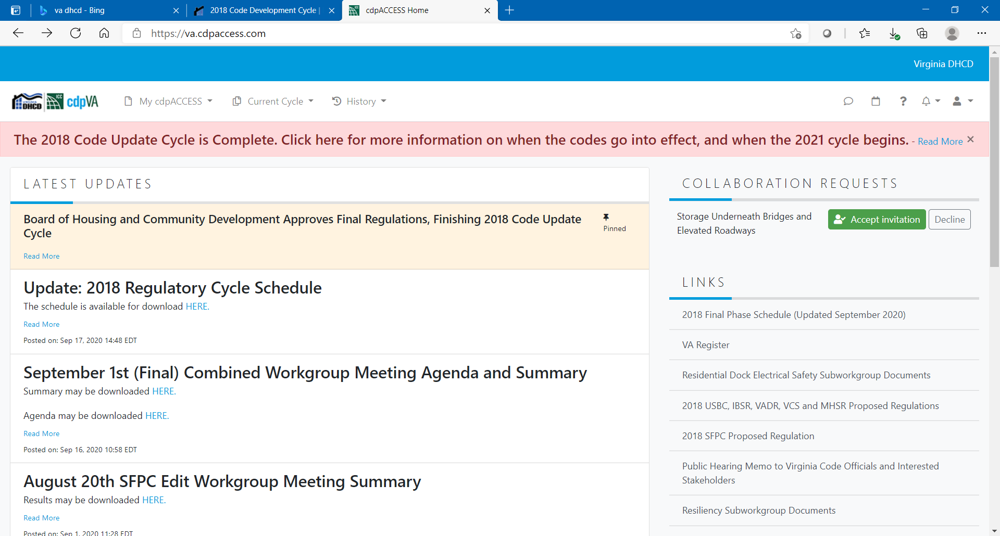 va dhcd - Bing
2018 Code Development Cycle |
cdpACCESS Home
https://va.cdpaccess.com
Virginia DHCD
VIRGINIA DHCD ICC cdpVA
My cdpACCESS
Current Cycle
History
The 2018 Code Update Cycle is Complete. Click here for more information on when the codes go into effect, and when the 2021 cycle begins. - Read More
LATEST UPDATES
Board of Housing and Community Development Approves Final Regulations, Finishing 2018 Code Update
Cycle
Pinned
Read More
Update: 2018 Regulatory Cycle Schedule
The schedule is available for download HERE.
Read More
Posted on: Sep 17, 2020 14:48 EDT
September 1st (Final) Combined Workgroup Meeting Agenda and Summary
Summary may be downloaded HERE.
Agenda may be downloaded HERE.
Read More
Posted on: Sep 16, 2020 10:58 EDT
August 20th SFPC Edit Workgroup Meeting Summary
Results may be downloaded HERE.
Read More
Posted on: Sep 1, 2020 11:28 EDT
COLLABORATION REQUESTS
Storage Underneath Bridges and
Elevated Roadways
Accept invitation
Decline
LINKS
2018 Final Phase Schedule (Updated September 2020)
VA Register
Residential Dock Electrical Safety Subworkgroup Documents
2018 USBC, IBSR, VADR, VCS and MHSR Proposed Regulations
2018 SFPC Proposed Regulation
Public Hearing Memo to Virginia Code Officials and Interested
Stakeholders
Resiliency Subworkgroup Documents